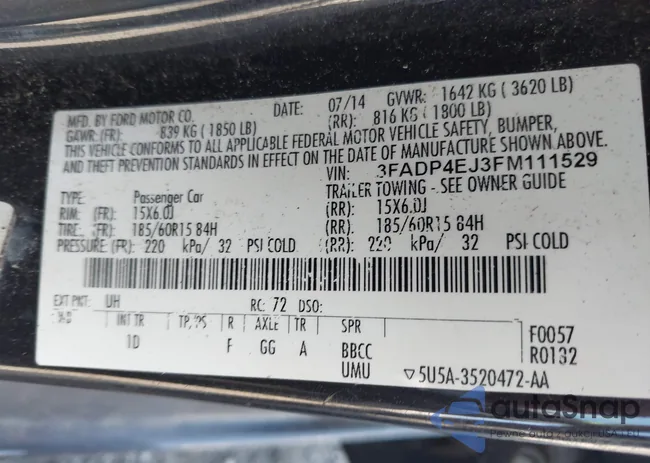 MFD. BY FORD MOTOR CO. DATE: 07/14 GVWR: 1642 KG ( 3620 LB)
GAWR: (FR): 839 KG ( 1850 LB) (RR): 816 KG ( 1800 LB)
THIS VEHICLE CONFORMS TO ALL APPLICABLE FEDERAL MOTOR VEHICLE SAFETY, BUMPER,
AND THEFT PREVENTION STANDARDS IN EFFECT ON THE DATE OF MANUFACTURE SHOWN ABOVE.
VIN: 3FADP4EJ3FM111529
TYPE: Passenger Car TRAILER TOWING - SEE OWNER GUIDE
RIM: (FR): 15X6.0J (RR): 15X6.0J
TIRE: (FR): 185/60R15 84H (RR): 185/60R15 84H
PRESSURE: (FR): 220 kPa/ 32 PSI COLD (RR): 220 kPa/ 32 PSI COLD
EXT PNT: UH RC: 72 DSO:
INT TR TP/PS R AXLE TR SPR F0057
1D F GG A BBCC R0132
UMU ▽5U5A-3520472-AA
autoSnap